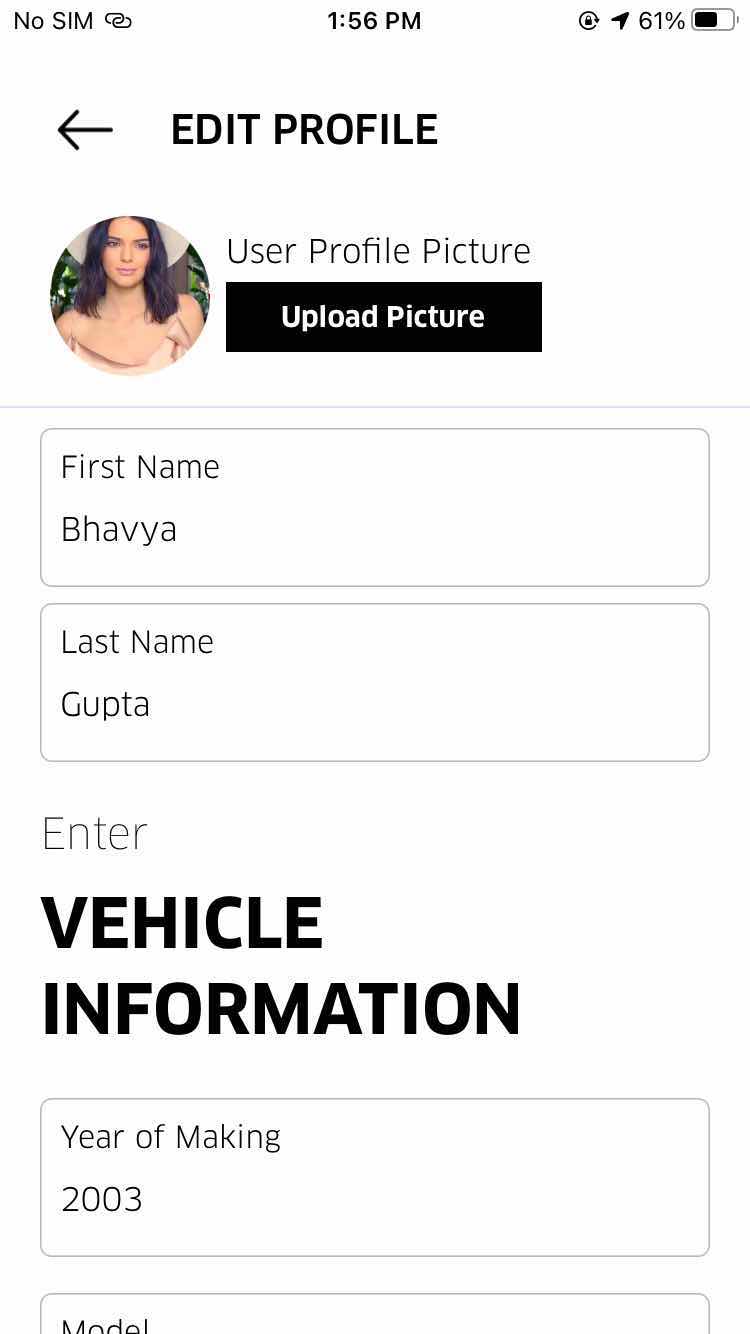 No SIM 1:56 PM 61%
EDIT PROFILE
User Profile Picture
Upload Picture
First Name
Bhavya
Last Name
Gupta
Enter
VEHICLE
INFORMATION
Year of Making
2003
Model